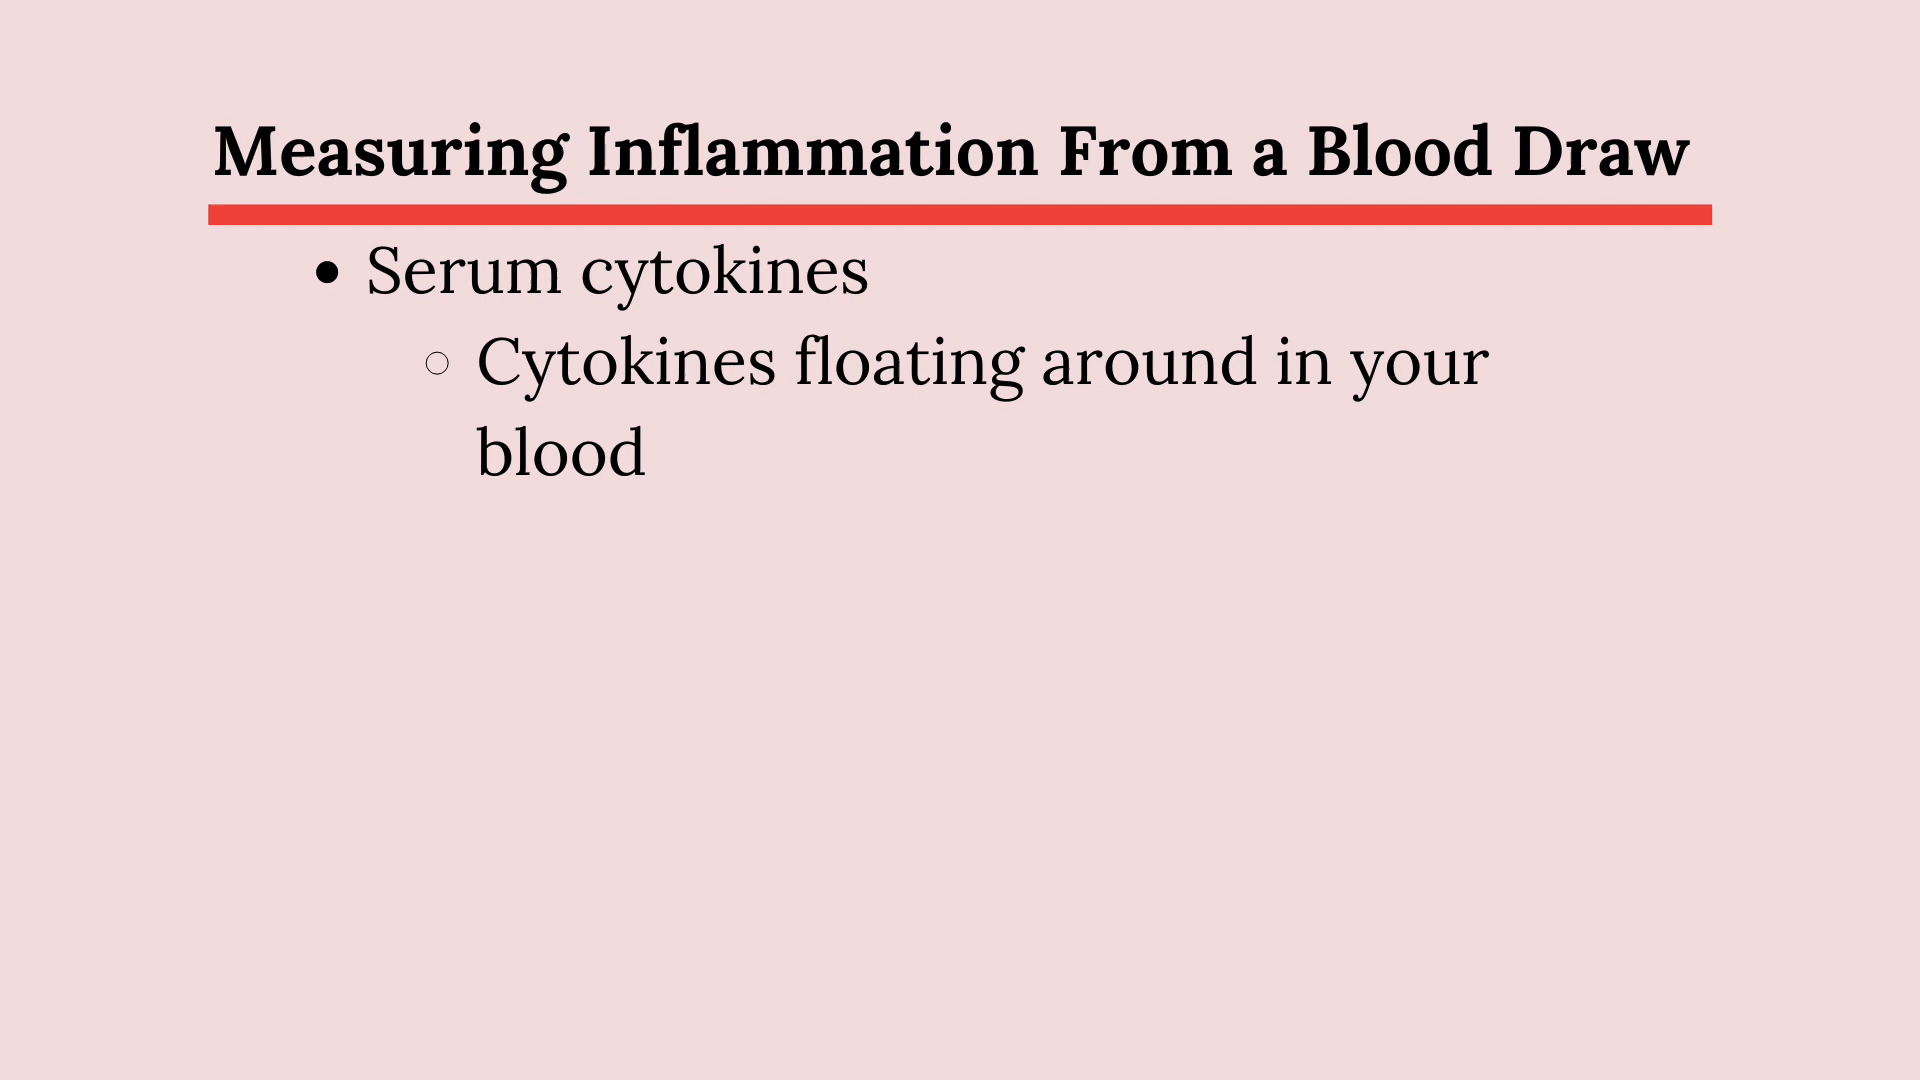 Measuring Inflammation From a Blood Draw
• Serum cytokines
○ Cytokines floating around in your
blood